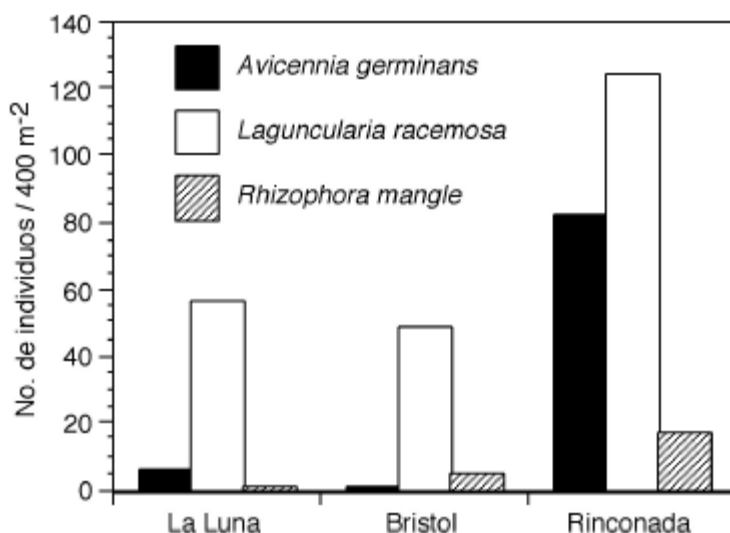 No. de individuos / 400 m-2
140
120
100
80
60
40
20
0
Avicennia germinans
Laguncularia racemosa
Rhizophora mangle
La Luna
Bristol
Rinconada